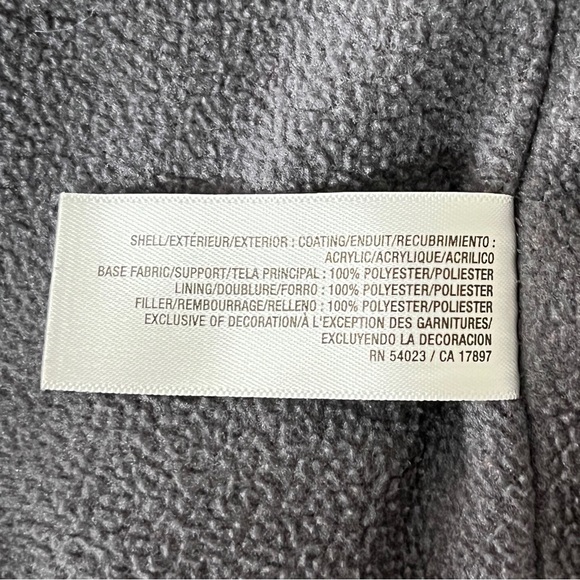 SHELL/EXTÉRIEUR/EXTERIOR : COATING/ENDUIT/RECUBRIMIENTO :
ACRYLIC/ACRYLIQUE/ACRILICO
BASE FABRIC/SUPPORT/TELA PRINCIPAL : 100% POLYESTER/POLIESTER
LINING/DOUBLURE/FORRO : 100% POLYESTER/POLIESTER
FILLER/REMBOURRAGE/RELLENO : 100% POLYESTER/POLIESTER
EXCLUSIVE OF DECORATION/À L'EXCEPTION DES GARNITURES/
EXCLUYENDO LA DECORACION
RN 54023 / CA 17897